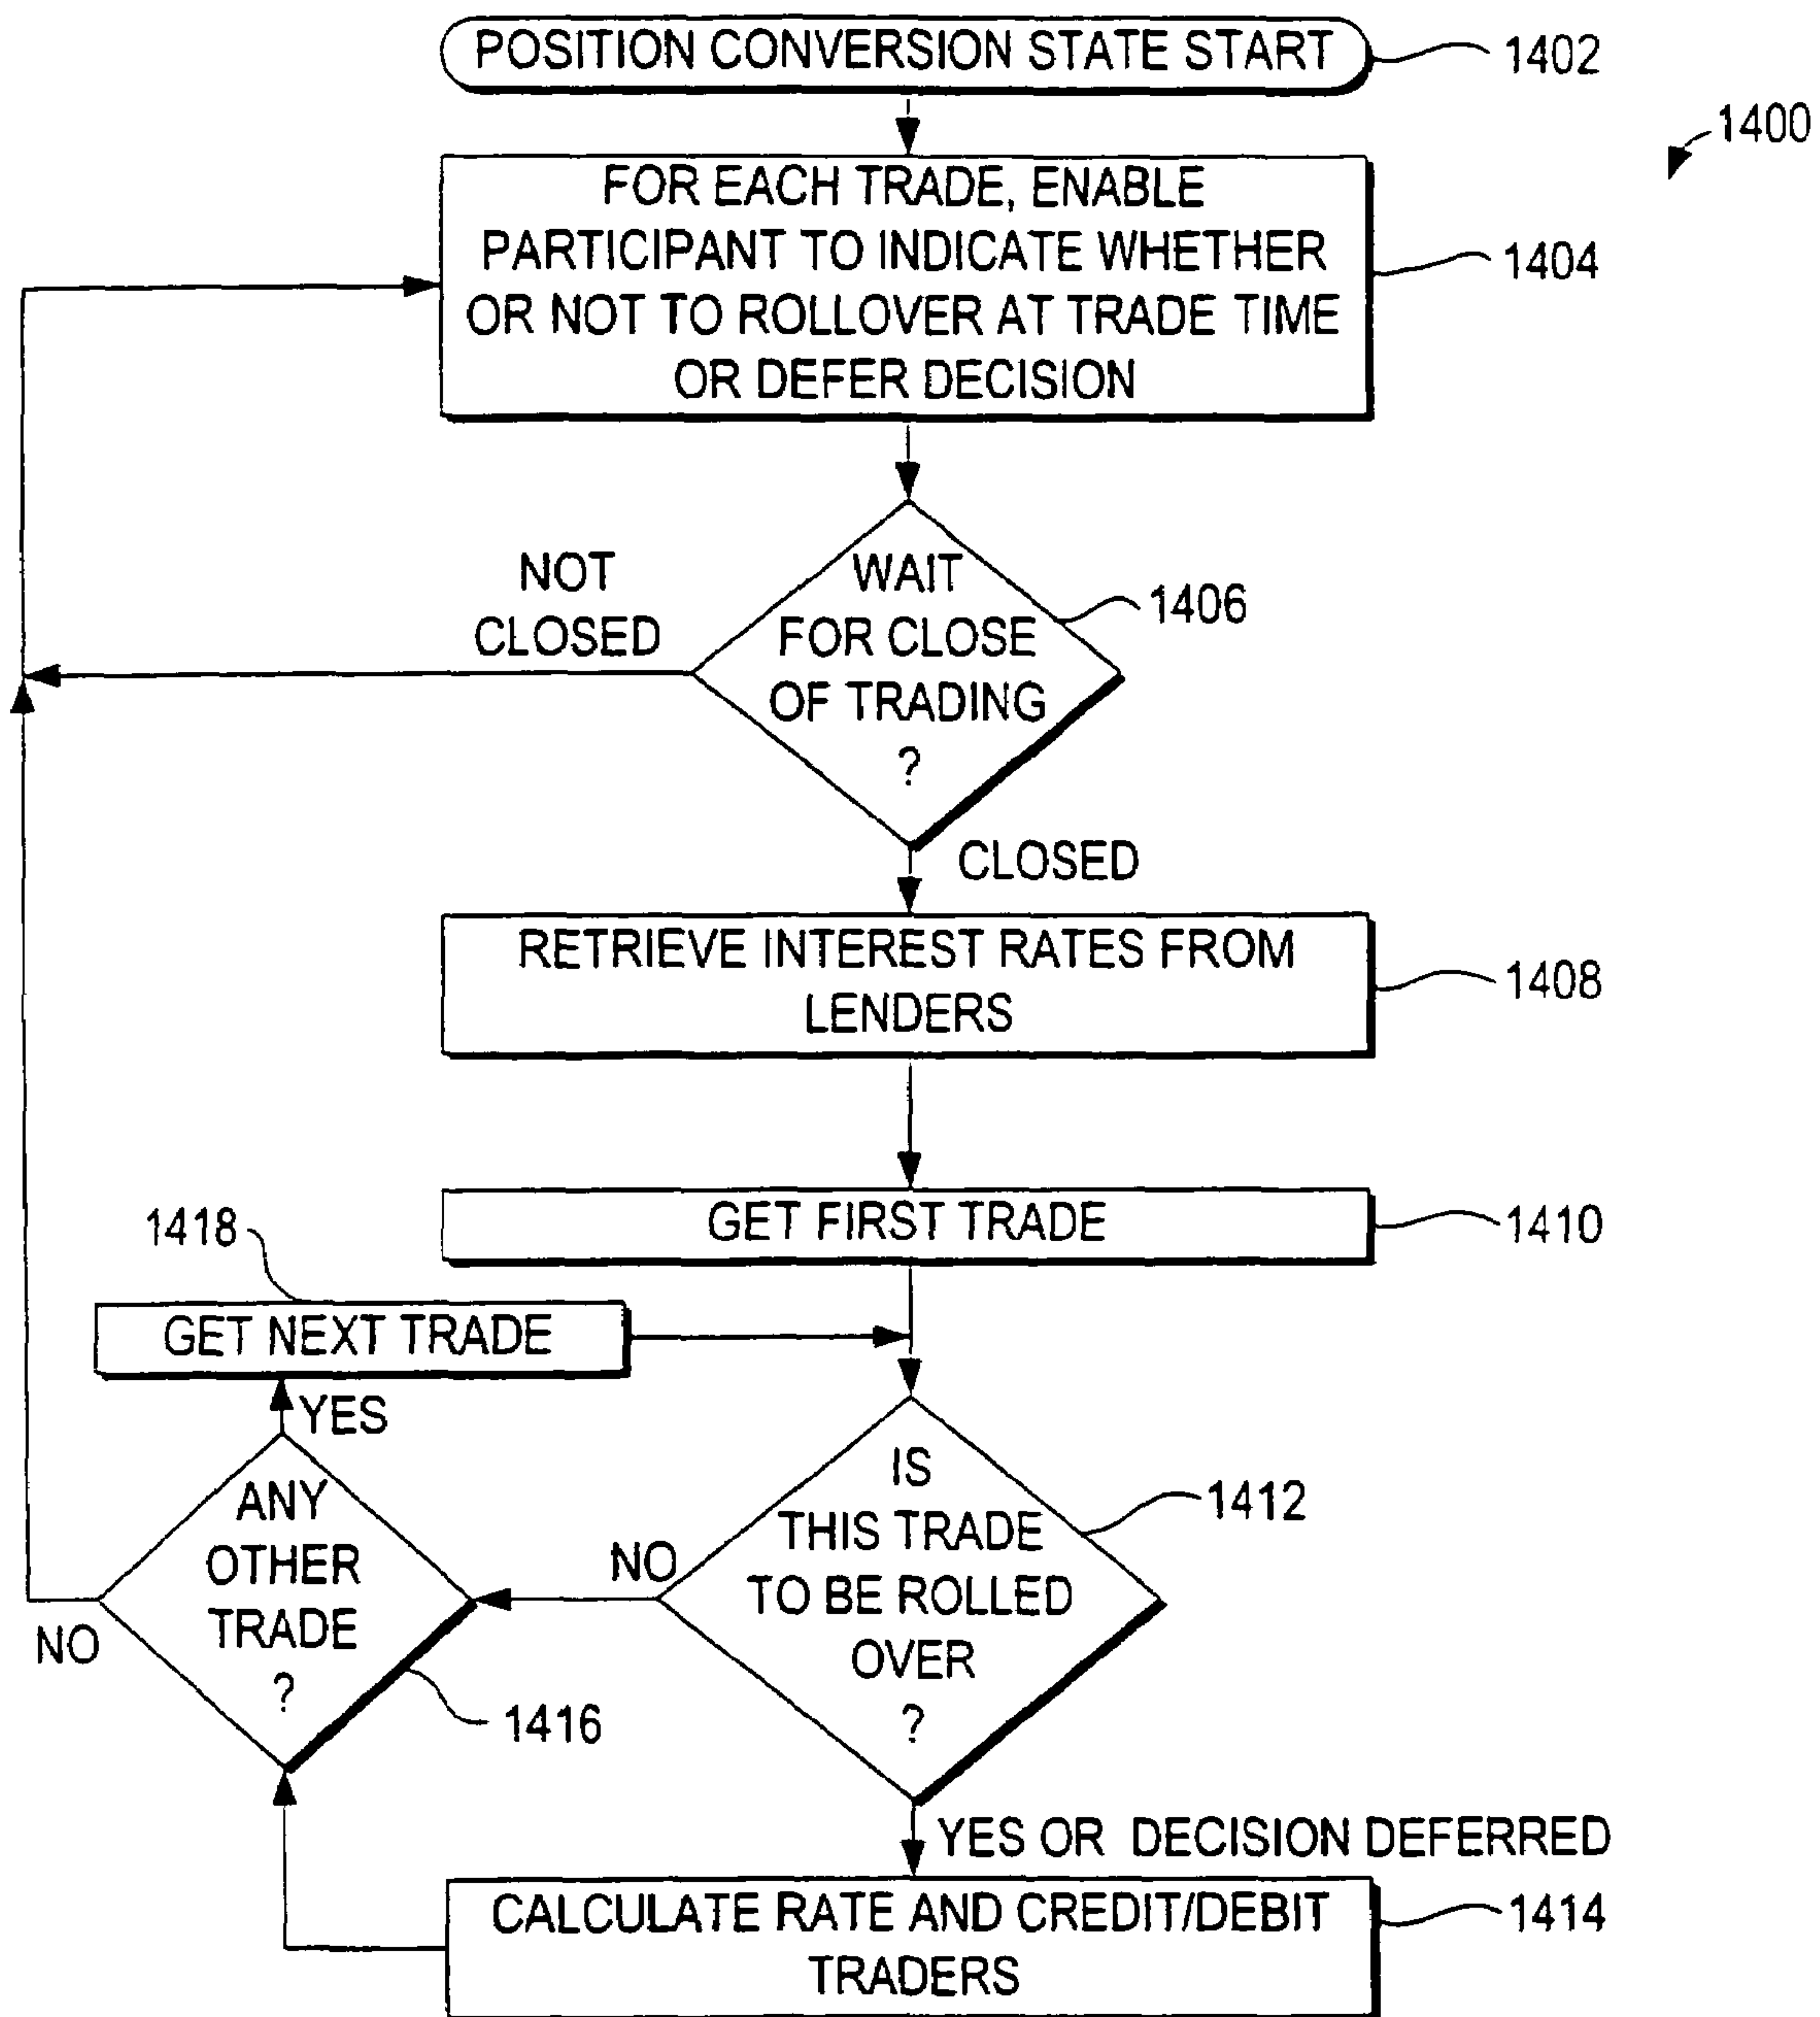 POSITION CONVERSION STATE START
1402
1400
FOR EACH TRADE, ENABLE
PARTICIPANT TO INDICATE WHETHER
OR NOT TO ROLLOVER AT TRADE TIME
OR DEFER DECISION
1404
NOT
CLOSED
WAIT
FOR CLOSE
OF TRADING
?
1406
CLOSED
RETRIEVE INTEREST RATES FROM
LENDERS
1408
GET FIRST TRADE
1410
1418
GET NEXT TRADE
YES
ANY
OTHER
TRADE
?
NO
1416
NO
IS
THIS TRADE
TO BE ROLLED
OVER
?
1412
YES OR DECISION DEFERRED
CALCULATE RATE AND CREDIT/DEBIT
TRADERS
1414